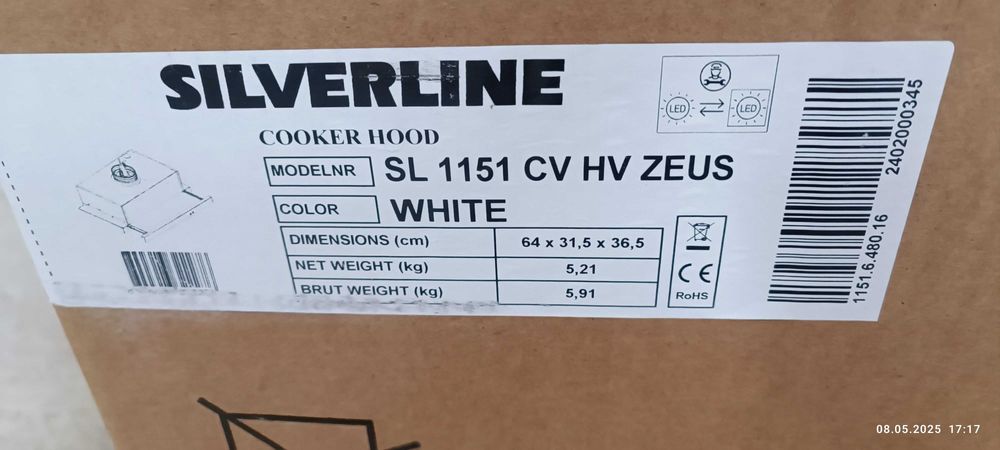 SILVERLINE
COOKER HOOD
MODELNR SL 1151 CV HV ZEUS
COLOR WHITE
DIMENSIONS (cm) 64 x 31,5 x 36,5
NET WEIGHT (kg) 5,21
BRUT WEIGHT (kg) 5,91
LED LED
CE
RoHS
2402000345
1151.6.480.16
08.05.2025 17:17